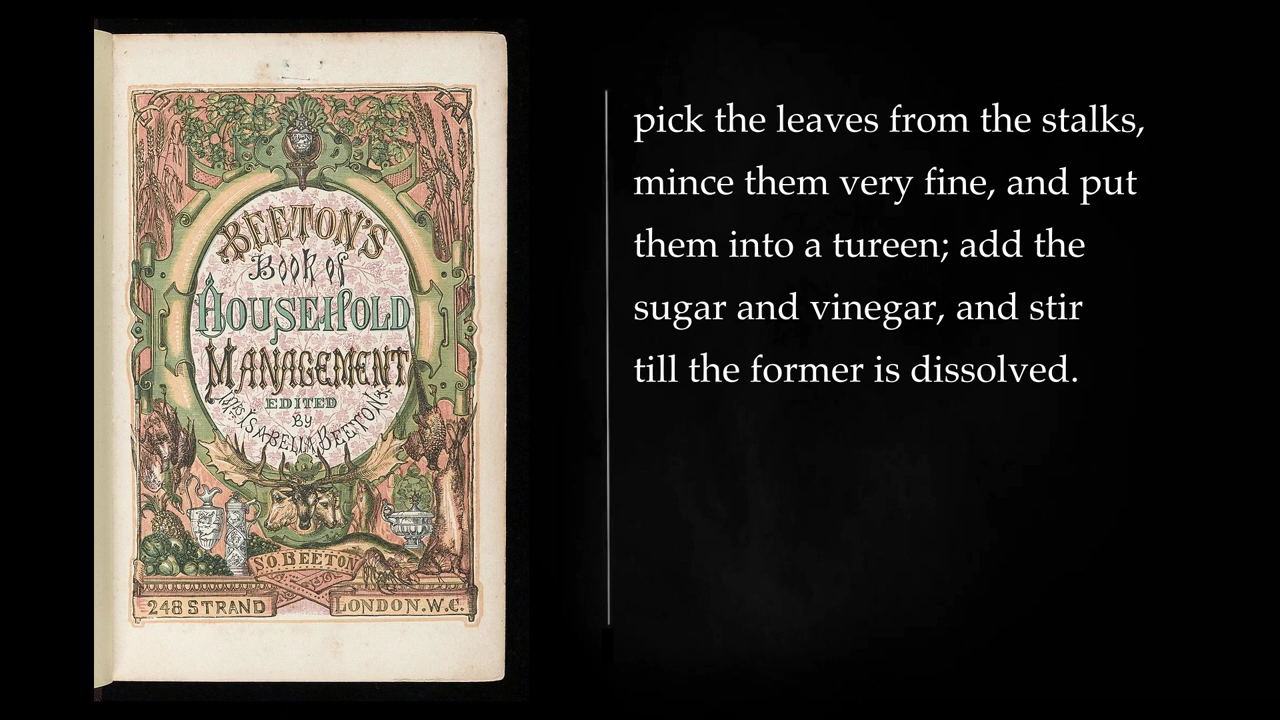 BEETON'S
Book of
HOUSEHOLD
MANAGEMENT
EDITED
BY
MRS ISABELLA BEETON
S.O. BEETON
248 STRAND
LONDON. W.C.
pick the leaves from the stalks,
mince them very fine, and put
them into a tureen; add the
sugar and vinegar, and stir
till the former is dissolved.